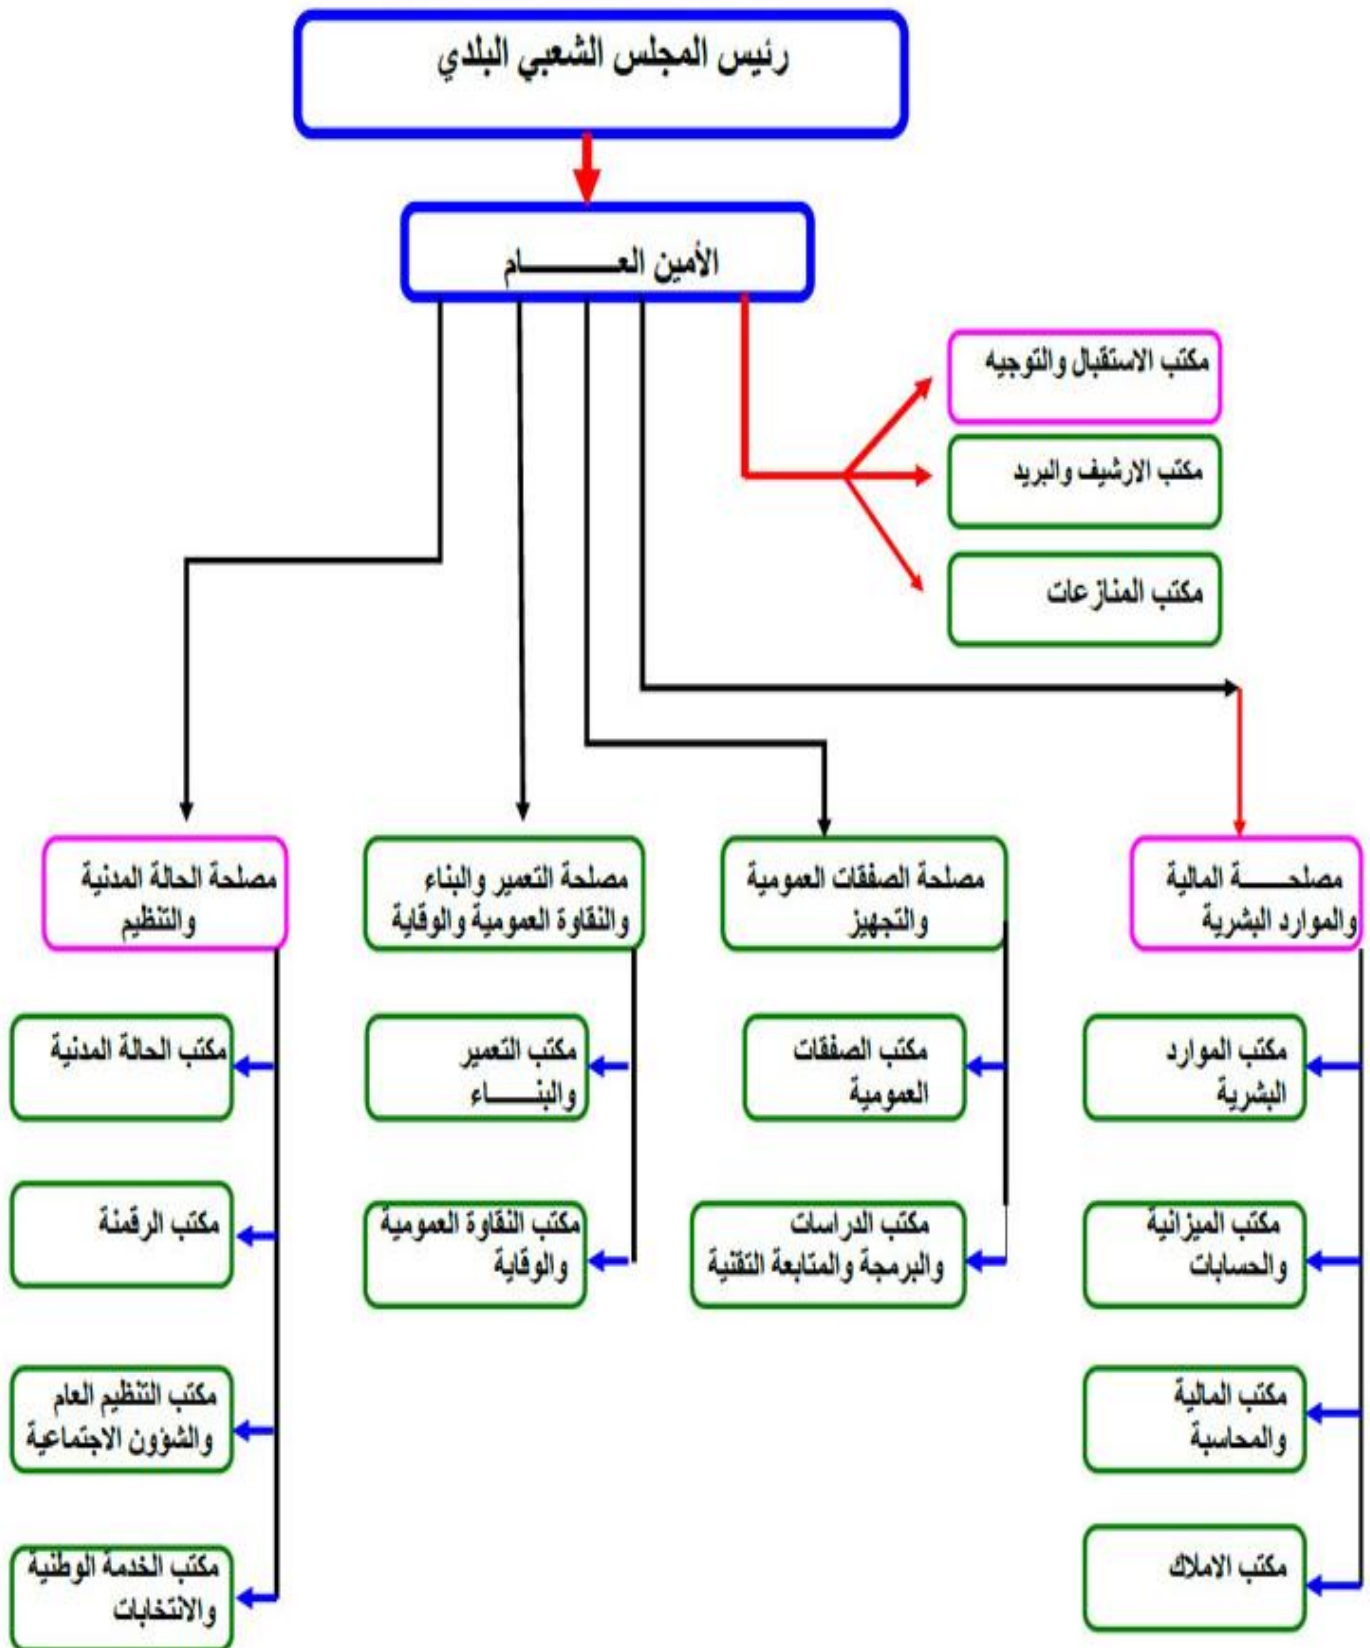 رئيس المجلس الشعبي البلدي
الأمين العـــــــــام
مكتب الاستقبال والتوجيه
مكتب الارشيف والبريد
مكتب المنازعات
مصلحـــــة المالية
والموارد البشرية
مصلحة الصفقات العمومية
والتجهيز
مصلحة التعمير والبناء
والنقاوة العمومية والوقاية
مصلحة الحالة المدنية
والتنظيم
مكتب الموارد
البشرية
مكتب الميزانية
والحسابات
مكتب المالية
والمحاسبة
مكتب الاملاك
مكتب الصفقات
العمومية
مكتب الدراسات
والبرمجة والمتابعة التقنية
مكتب التعمير
والبنـــــاء
مكتب النقاوة العمومية
والوقاية
مكتب الحالة المدنية
مكتب الرقمنة
مكتب التنظيم العام
والشؤون الاجتماعية
مكتب الخدمة الوطنية
والانتخابات